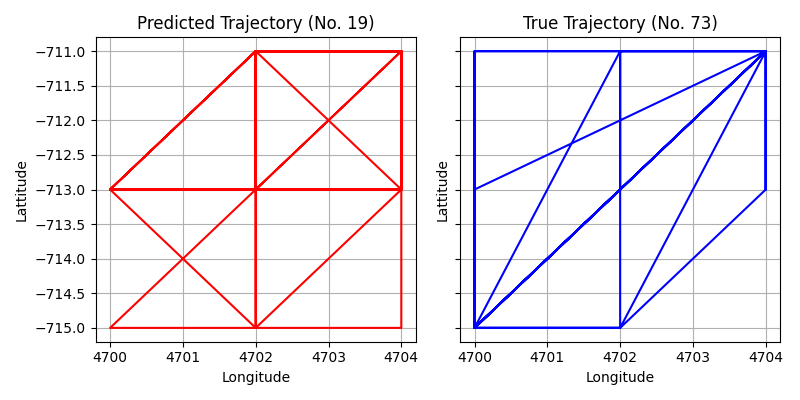 Predicted Trajectory (No. 19)
True Trajectory (No. 73)
−711.0
−711.5
−712.0
−712.5
−713.0
−713.5
−714.0
−714.5
−715.0
Lattitude
Lattitude
4700 4701 4702 4703 4704
4700 4701 4702 4703 4704
Longitude
Longitude